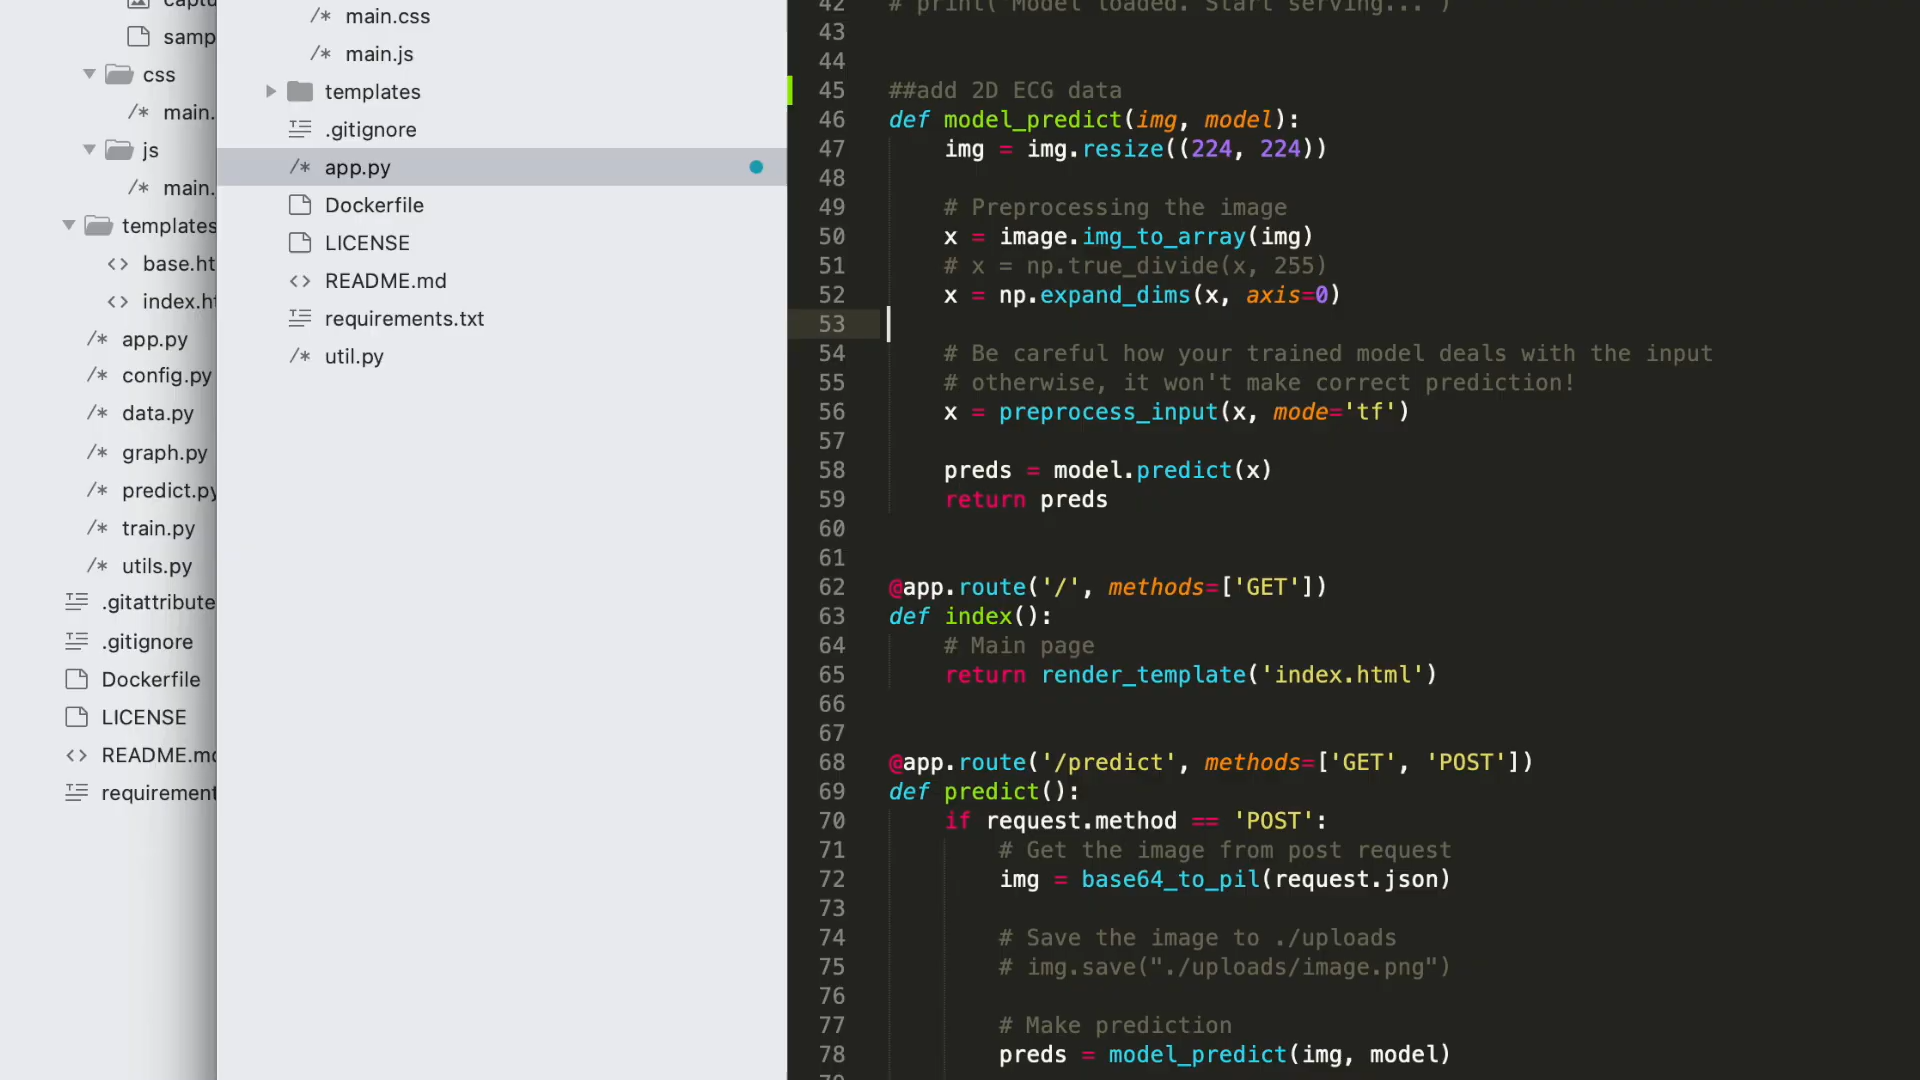 captu
samp
css
/* main.
js
/* main.
templates
<> base.ht
<> index.ht
/* app.py
/* config.py
/* data.py
/* graph.py
/* predict.py
/* train.py
/* utils.py
.gitattribute
.gitignore
Dockerfile
LICENSE
<> README.md
requirement
/* main.css
/* main.js
templates
.gitignore
/* app.py
Dockerfile
LICENSE
<> README.md
requirements.txt
/* util.py
42 # print('Model loaded. Start serving...')
43
44
45 ##add 2D ECG data
46 def model_predict(img, model):
47 img = img.resize((224, 224))
48
49 # Preprocessing the image
50 x = image.img_to_array(img)
51 # x = np.true_divide(x, 255)
52 x = np.expand_dims(x, axis=0)
53
54 # Be careful how your trained model deals with the input
55 # otherwise, it won't make correct prediction!
56 x = preprocess_input(x, mode='tf')
57
58 preds = model.predict(x)
59 return preds
60
61
62 @app.route('/', methods=['GET'])
63 def index():
64 # Main page
65 return render_template('index.html')
66
67
68 @app.route('/predict', methods=['GET', 'POST'])
69 def predict():
70 if request.method == 'POST':
71 # Get the image from post request
72 img = base64_to_pil(request.json)
73
74 # Save the image to ./uploads
75 # img.save("./uploads/image.png")
76
77 # Make prediction
78 preds = model_predict(img, model)